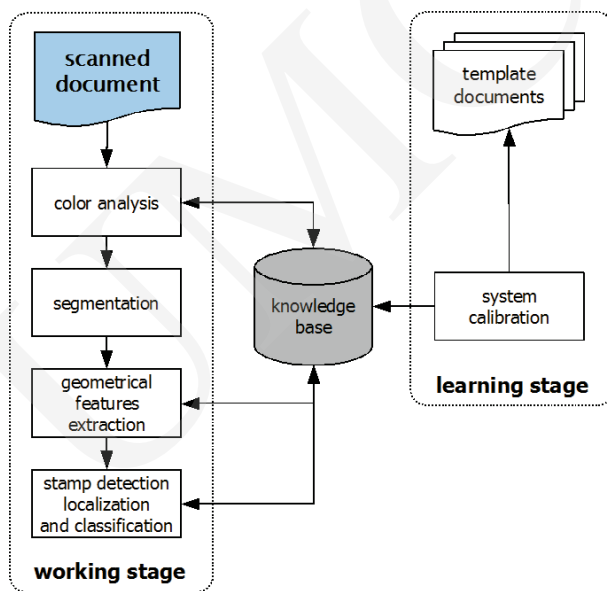 scanned
document
color analysis
segmentation
geometrical
features
extraction
stamp detection
localization
and classification
working stage
knowledge
base
template
documents
system
calibration
learning stage